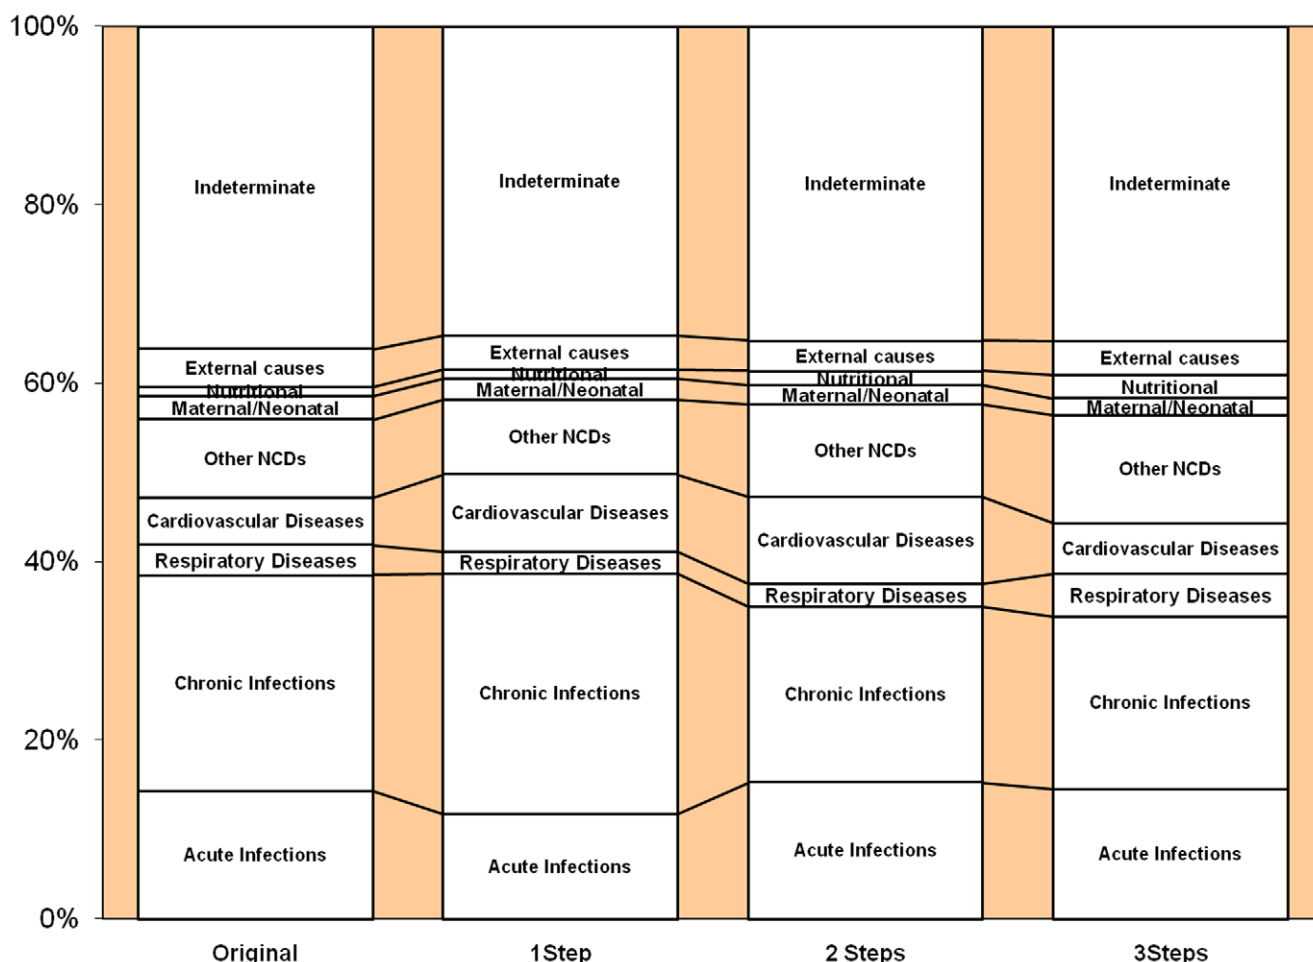 100%
80%
60%
40%
20%
0%
Indeterminate
External causes
Nutritional
Maternal/Neonatal
Other NCDs
Cardiovascular Diseases
Respiratory Diseases
Chronic Infections
Acute Infections
Indeterminate
External causes
Nutritional
Maternal/Neonatal
Other NCDs
Cardiovascular Diseases
Respiratory Diseases
Chronic Infections
Acute Infections
Indeterminate
External causes
Nutritional
Maternal/Neonatal
Other NCDs
Cardiovascular Diseases
Respiratory Diseases
Chronic Infections
Acute Infections
Indeterminate
External causes
Nutritional
Maternal/Neonatal
Other NCDs
Cardiovascular Diseases
Respiratory Diseases
Chronic Infections
Acute Infections
Original
1Step
2 Steps
3Steps